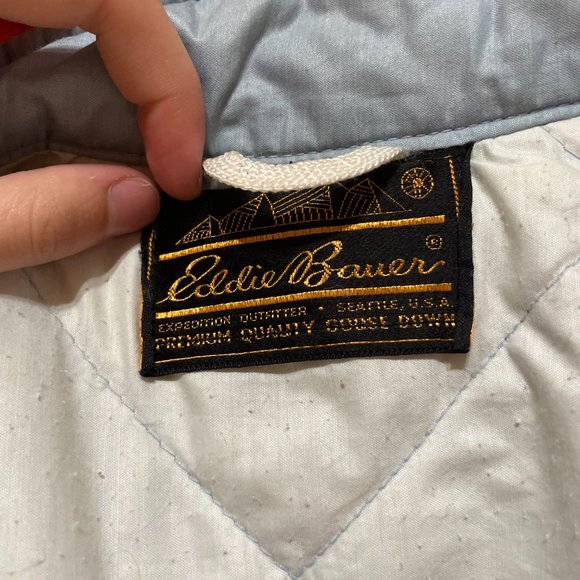 Eddie Bauer ®
EXPEDITION OUTFITTER • SEATTLE, U.S.A
PREMIUM QUALITY GOOSE DOWN